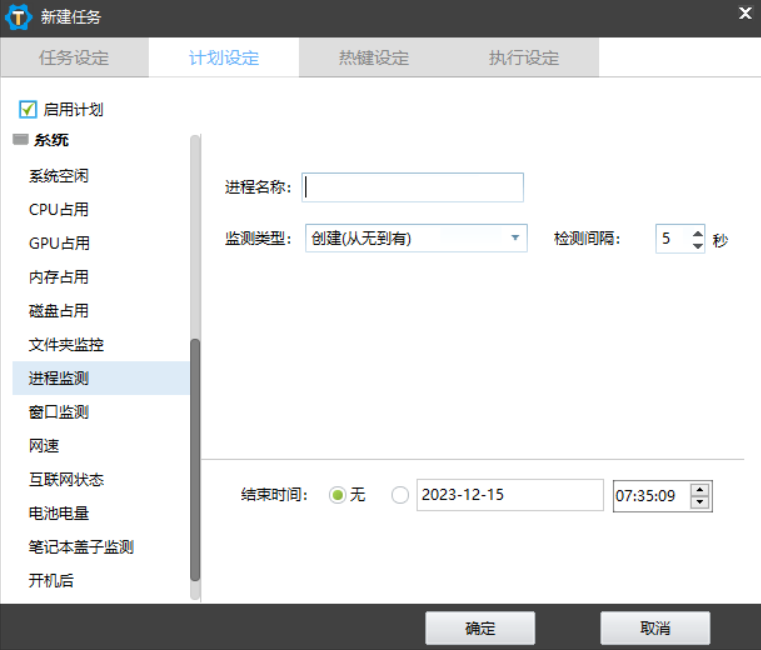 新建任务
任务设定 计划设定 热键设定 执行设定
启用计划
系统
系统空闲
CPU占用
GPU占用
内存占用
磁盘占用
文件夹监控
进程监测
窗口监测
网速
互联网状态
电池电量
笔记本盖子监测
开机后
进程名称：
监测类型： 创建(从无到有) 检测间隔： 5 秒
结束时间： 无 2023-12-15 07:35:09
确定 取消